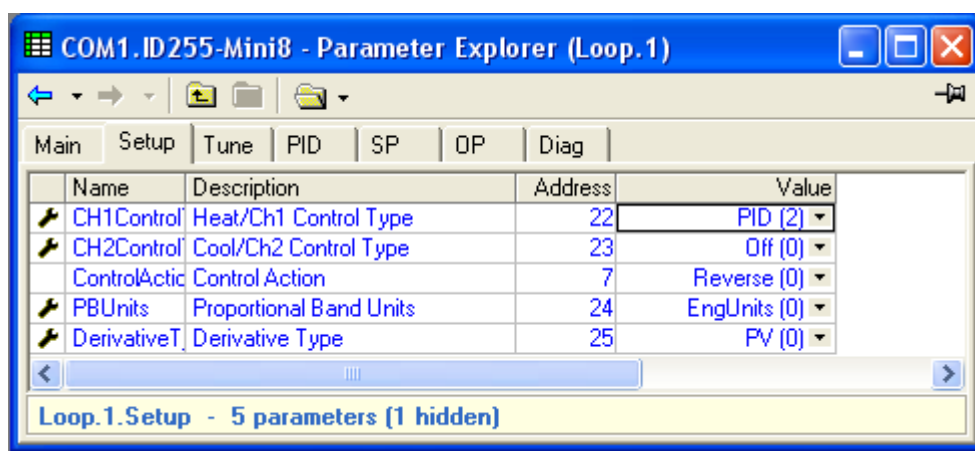 COM1.ID255-Mini8 - Parameter Explorer (Loop.1)
Main Setup Tune PID SP OP Diag
Name Description Address Value
CH1Control Heat/Ch1 Control Type 22 PID (2)
CH2Control Cool/Ch2 Control Type 23 Off (0)
ControlActic Control Action 7 Reverse (0)
PBUnits Proportional Band Units 24 EngUnits (0)
DerivativeT Derivative Type 25 PV (0)
Loop.1.Setup - 5 parameters (1 hidden)